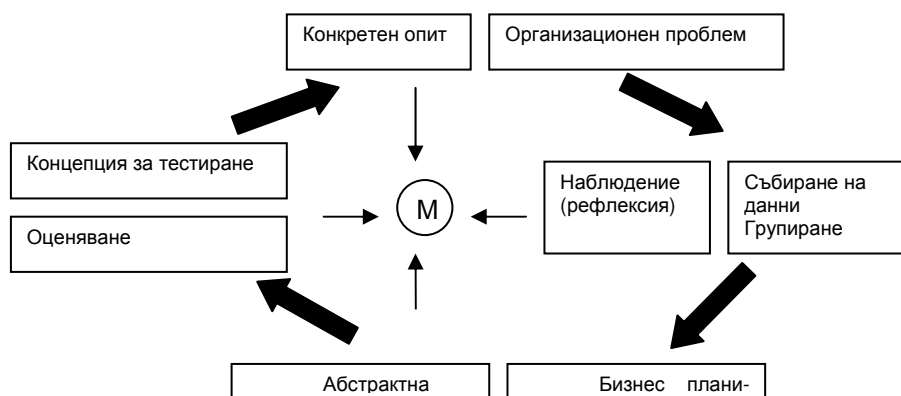 Конкретен опит
Организационен проблем
Концепция за тестиране
Оценяване
М
Наблюдение
(рефлексия)
Събиране на
данни
Групиране
Абстрактна
Бизнес плани-